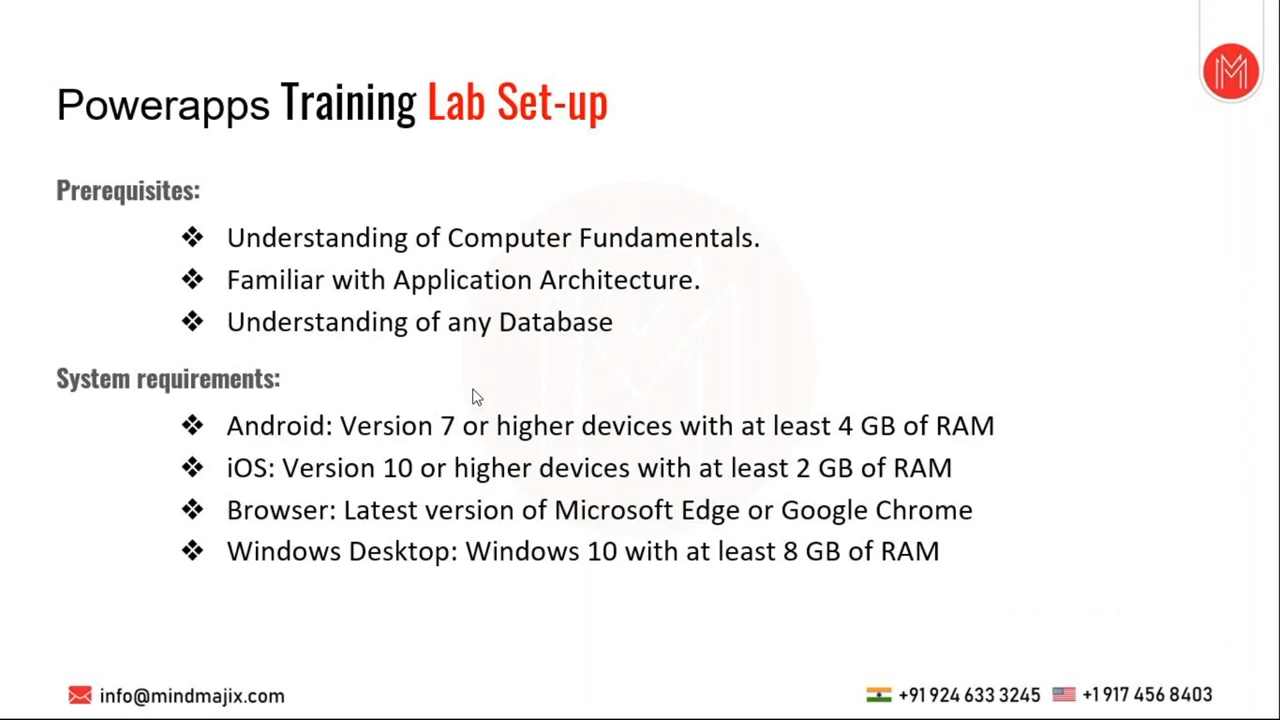 Powerapps Training Lab Set-up
Prerequisites:
❖ Understanding of Computer Fundamentals.
❖ Familiar with Application Architecture.
❖ Understanding of any Database
System requirements:
❖ Android: Version 7 or higher devices with at least 4 GB of RAM
❖ iOS: Version 10 or higher devices with at least 2 GB of RAM
❖ Browser: Latest version of Microsoft Edge or Google Chrome
❖ Windows Desktop: Windows 10 with at least 8 GB of RAM
info@mindmajix.com +91 924 633 3245 +1 917 456 8403